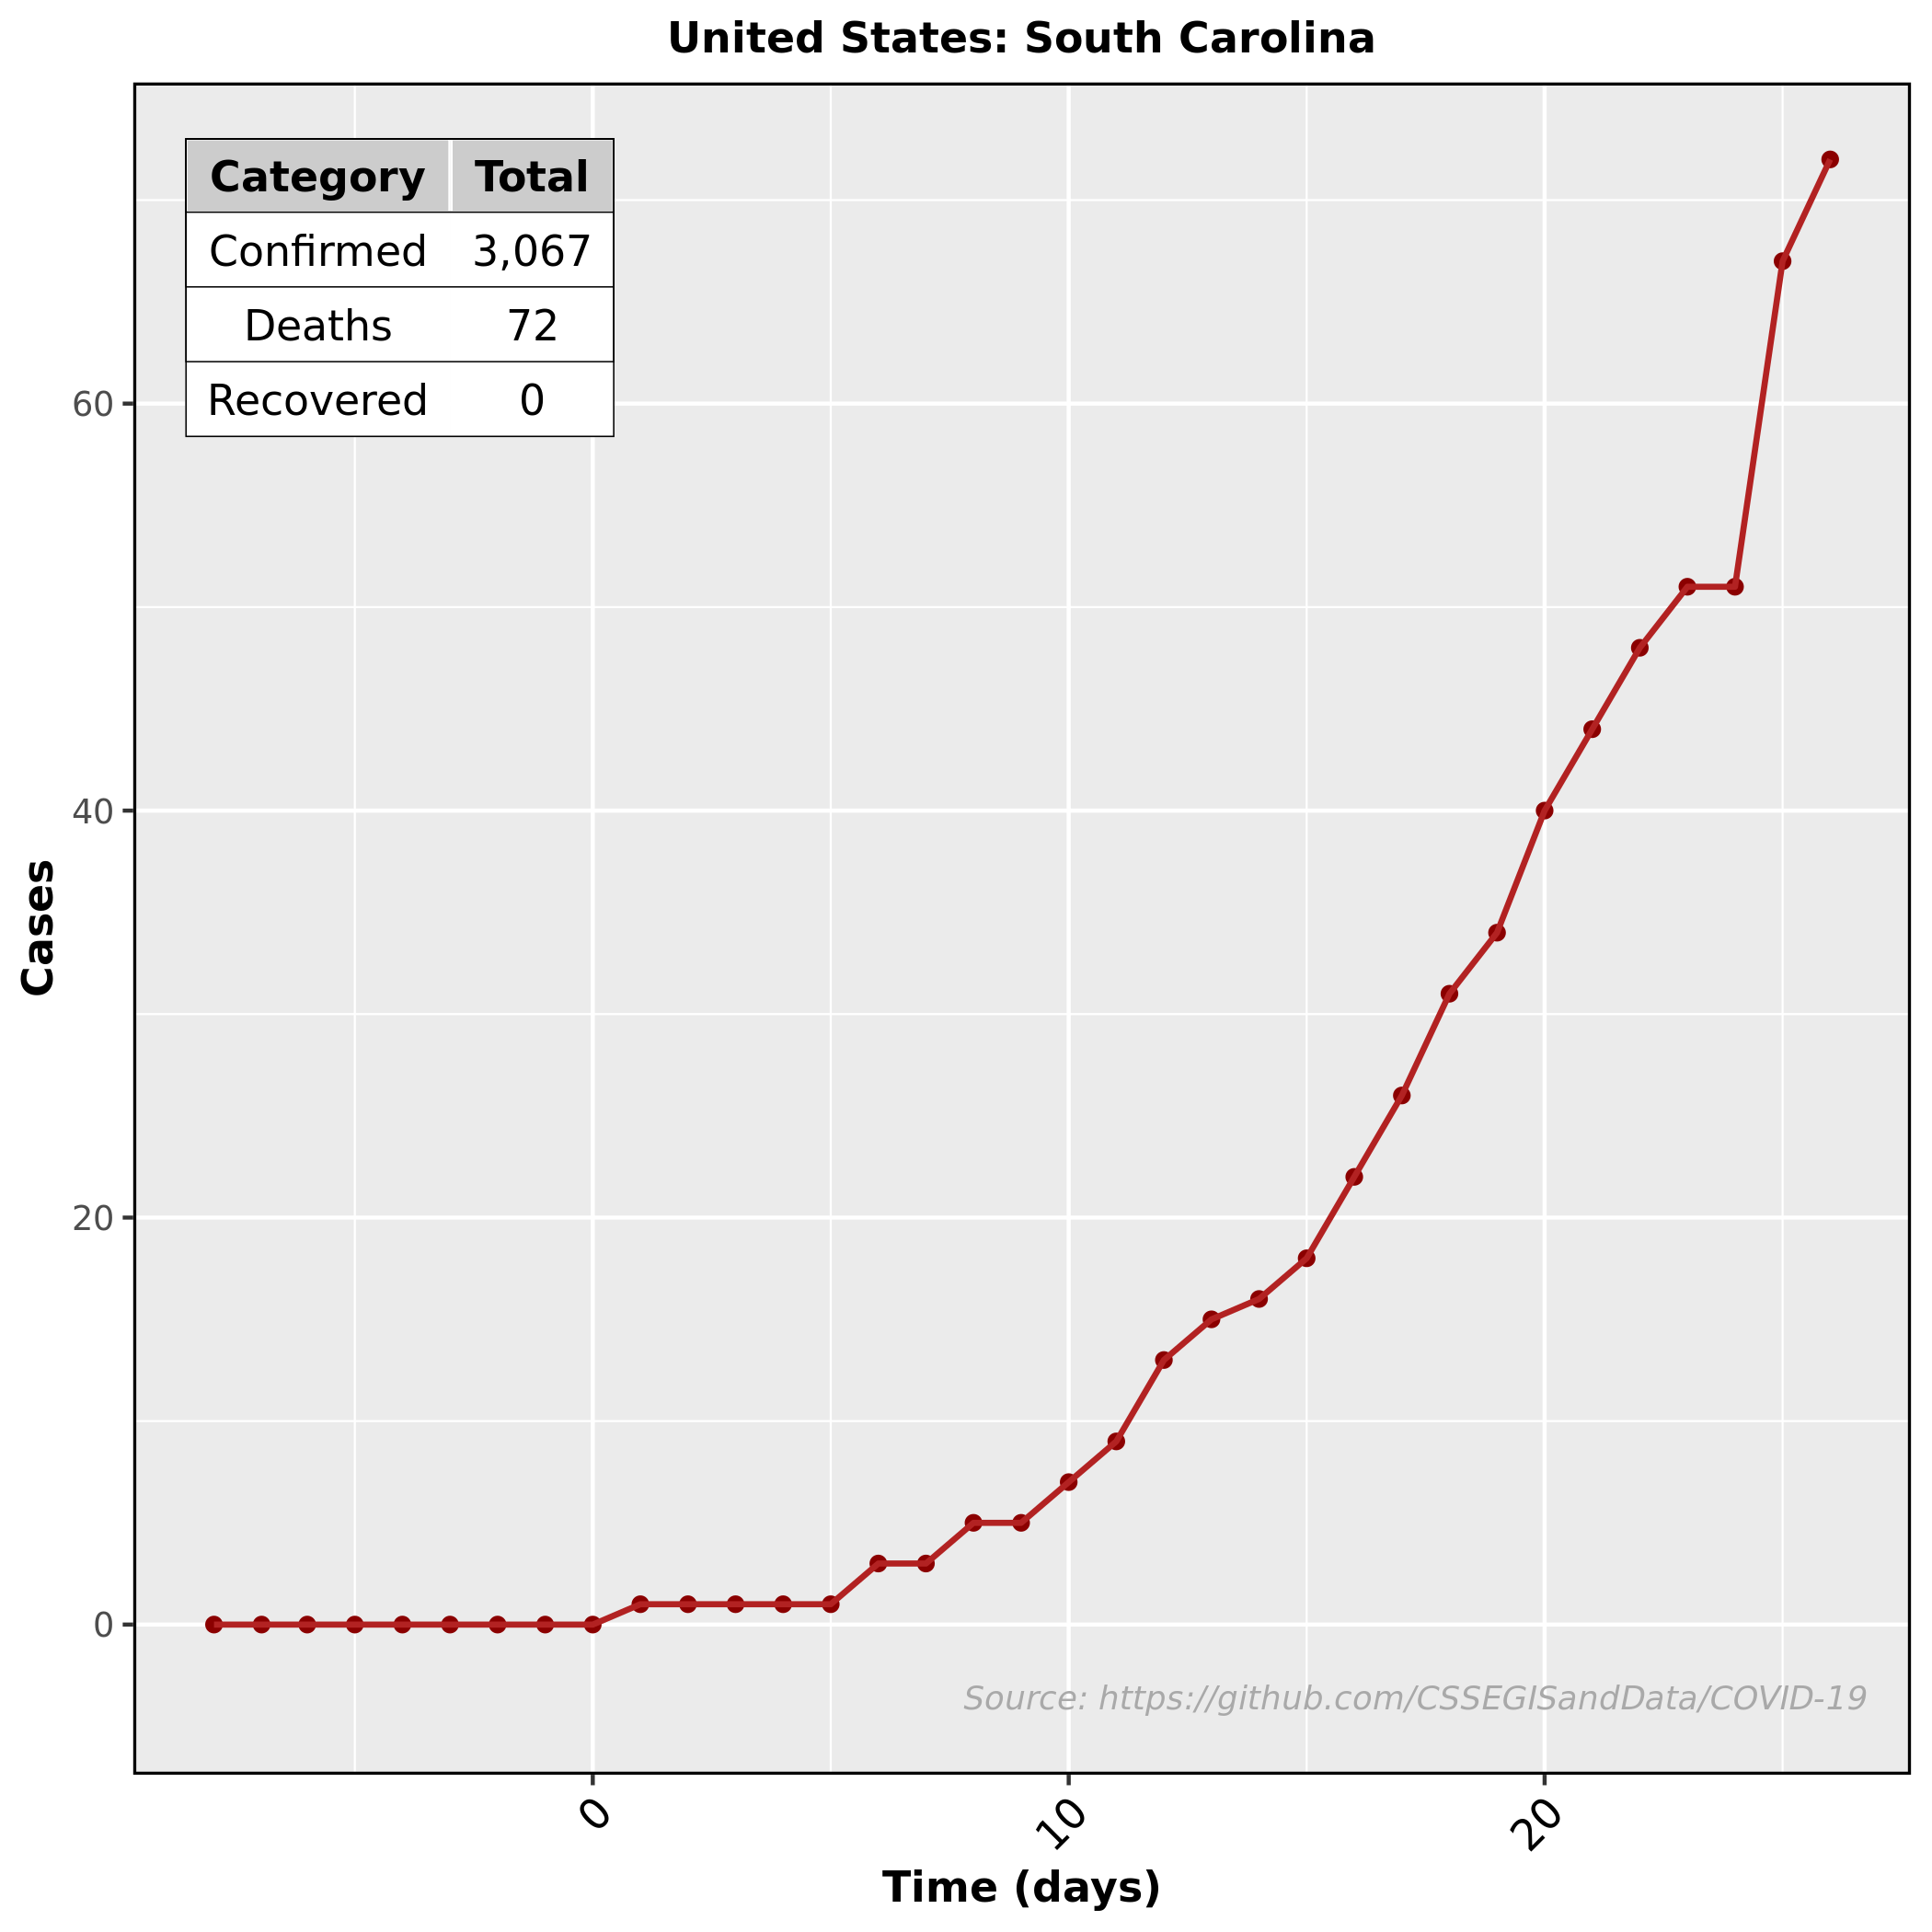 United States: South Carolina
Category Total
Confirmed 3,067
Deaths 72
Recovered 0
60
40
20
0
Cases
Source: https://github.com/CSSEGISandData/COVID-19
0 10 20
Time (days)